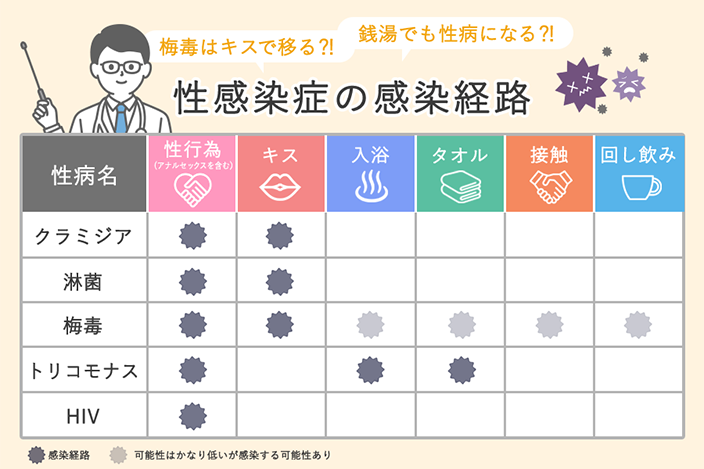 梅毒はキスで移る?!
銭湯でも性病になる?!
性感染症の感染経路
性病名
性行為
(アナルセックスを含む)
キス
入浴
タオル
接触
回し飲み
クラミジア
淋菌
梅毒
トリコモナス
HIV
感染経路
可能性はかなり低いが感染する可能性あり